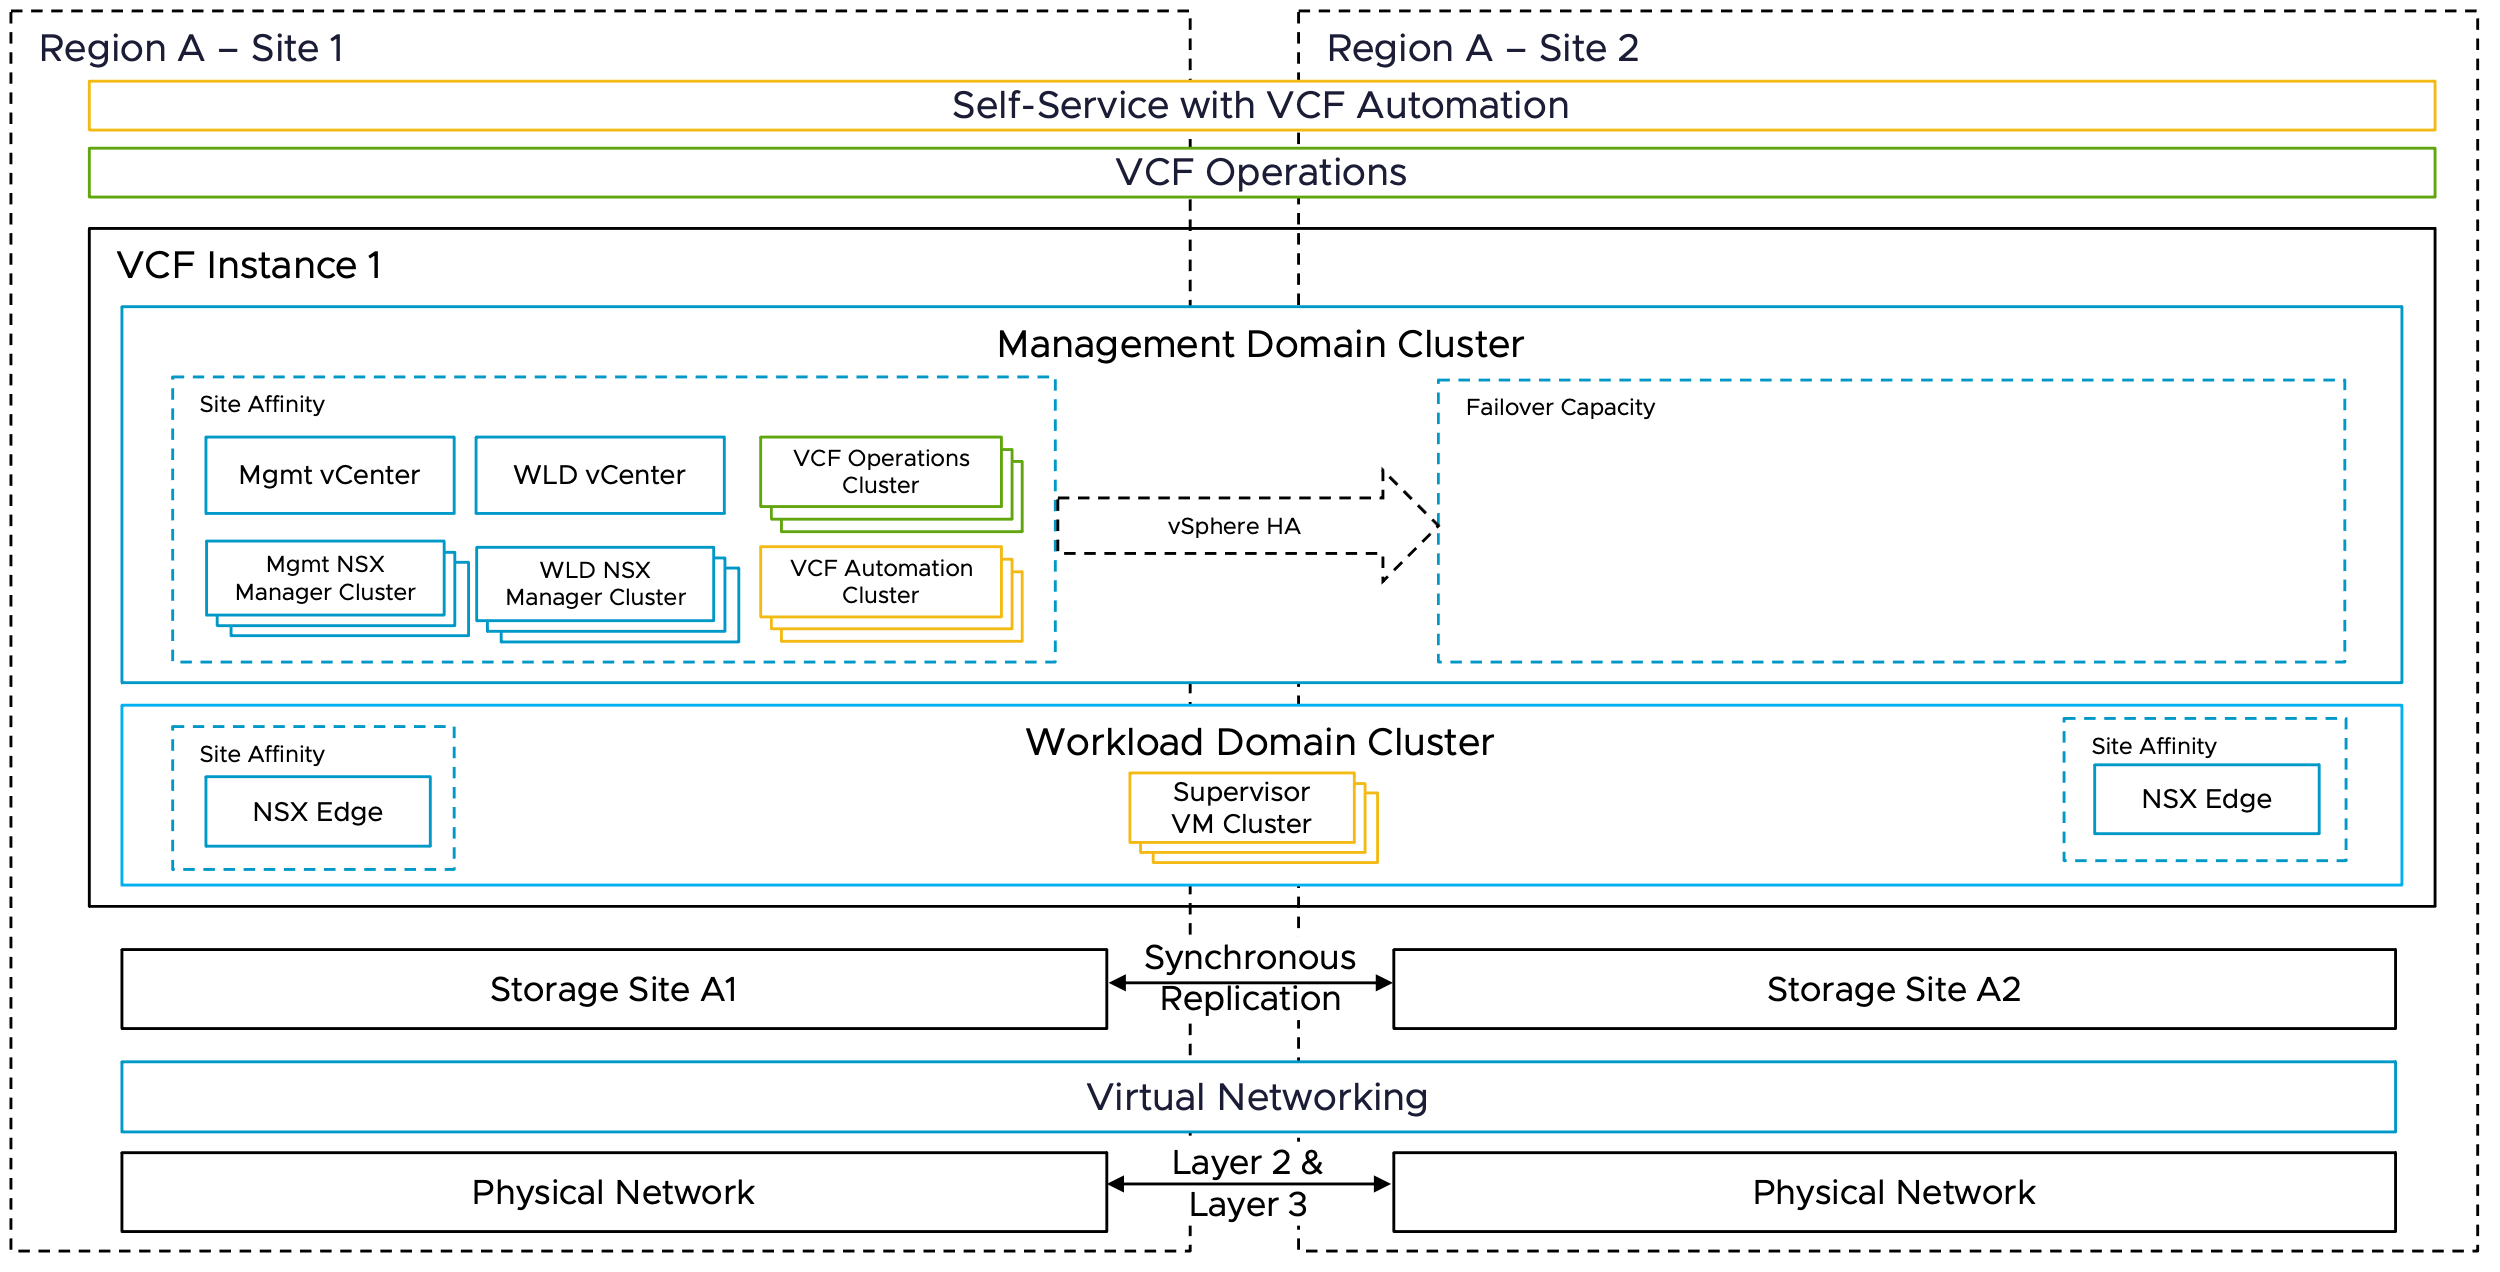 Region A – Site 1
Region A – Site 2
Self-Service with VCF Automation
VCF Operations
VCF Instance 1
Management Domain Cluster
Site Affinity
Mgmt vCenter
WLD vCenter
VCF Operations
Cluster
Mgmt NSX
Manager Cluster
WLD NSX
Manager Cluster
VCF Automation
Cluster
vSphere HA
Failover Capacity
Workload Domain Cluster
Site Affinity
NSX Edge
Supervisor
VM Cluster
Site Affinity
NSX Edge
Storage Site A1
Synchronous
Replication
Storage Site A2
Virtual Networking
Physical Network
Layer 2 &
Layer 3
Physical Network